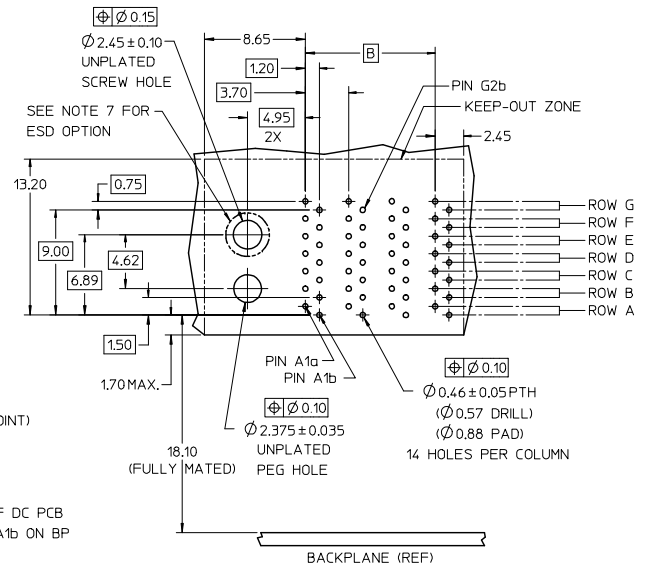 ⌖ Ø 0.15
Ø 2.45±0.10
UNPLATED
SCREW HOLE
SEE NOTE 7 FOR
ESD OPTION
8.65
B
1.20
3.70
4.95
2X
PIN G2b
KEEP-OUT ZONE
2.45
13.20
0.75
9.00
6.89
4.62
1.50
1.70 MAX.
ROW G
ROW F
ROW E
ROW D
ROW C
ROW B
ROW A
PIN A1a
PIN A1b
⌖ Ø 0.10
Ø 2.375±0.035
UNPLATED
PEG HOLE
⌖ Ø 0.10
Ø 0.46±0.05 PTH
(Ø 0.57 DRILL)
(Ø 0.88 PAD)
14 HOLES PER COLUMN
OINT)
18.10
(FULLY MATED)
F DC PCB
A1b ON BP
BACKPLANE (REF)